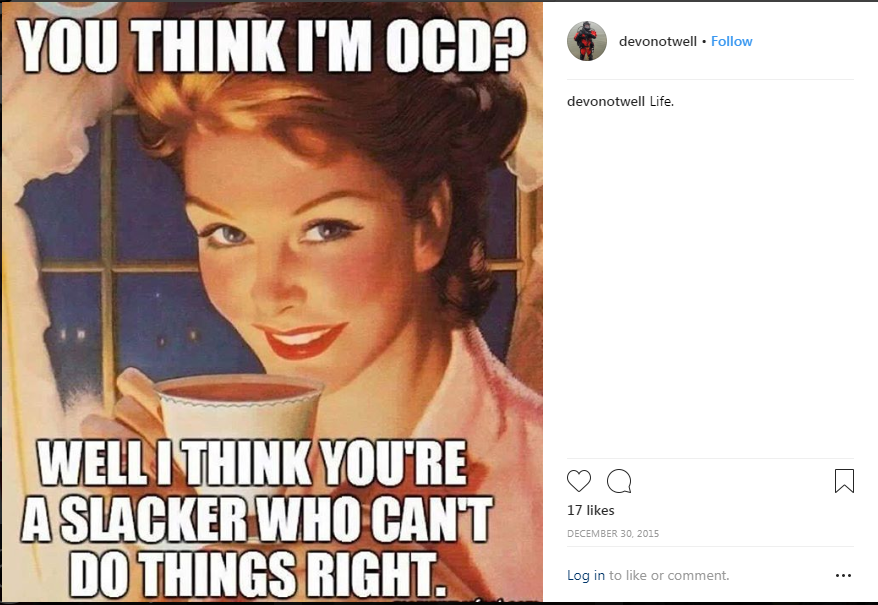 YOU THINK I'M OCD?
WELL I THINK YOU'RE
A SLACKER WHO CAN'T
DO THINGS RIGHT.
devonotwell • Follow
devonotwell Life.
17 likes
DECEMBER 30, 2015
Log in to like or comment.